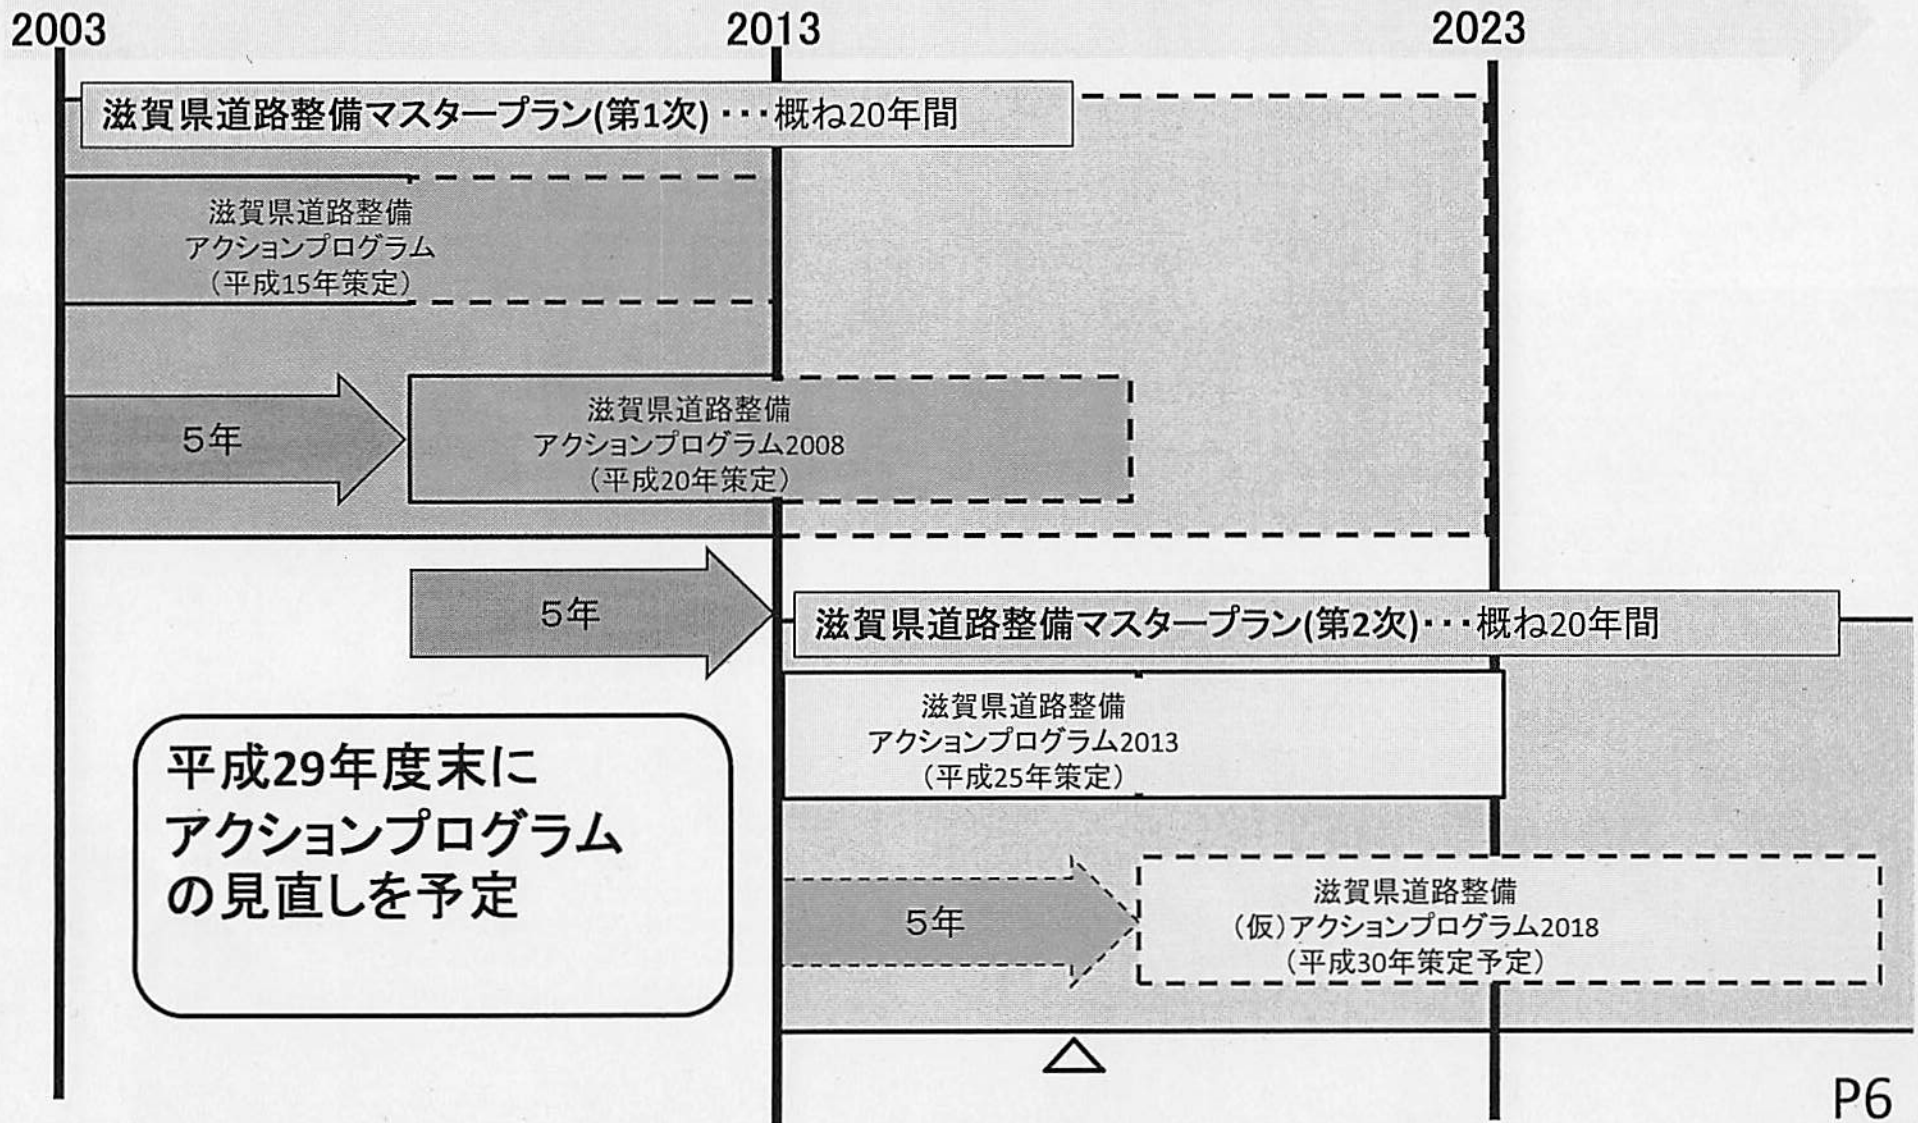 2003
2013
2023
滋賀県道路整備マスタープラン(第1次)・・・概ね20年間
滋賀県道路整備
アクションプログラム
（平成15年策定）
5年
滋賀県道路整備
アクションプログラム2008
（平成20年策定）
5年
滋賀県道路整備マスタープラン(第2次)・・・概ね20年間
滋賀県道路整備
アクションプログラム2013
（平成25年策定）
平成29年度末に
アクションプログラム
の見直しを予定
5年
滋賀県道路整備
（仮）アクションプログラム2018
（平成30年策定予定）
P6